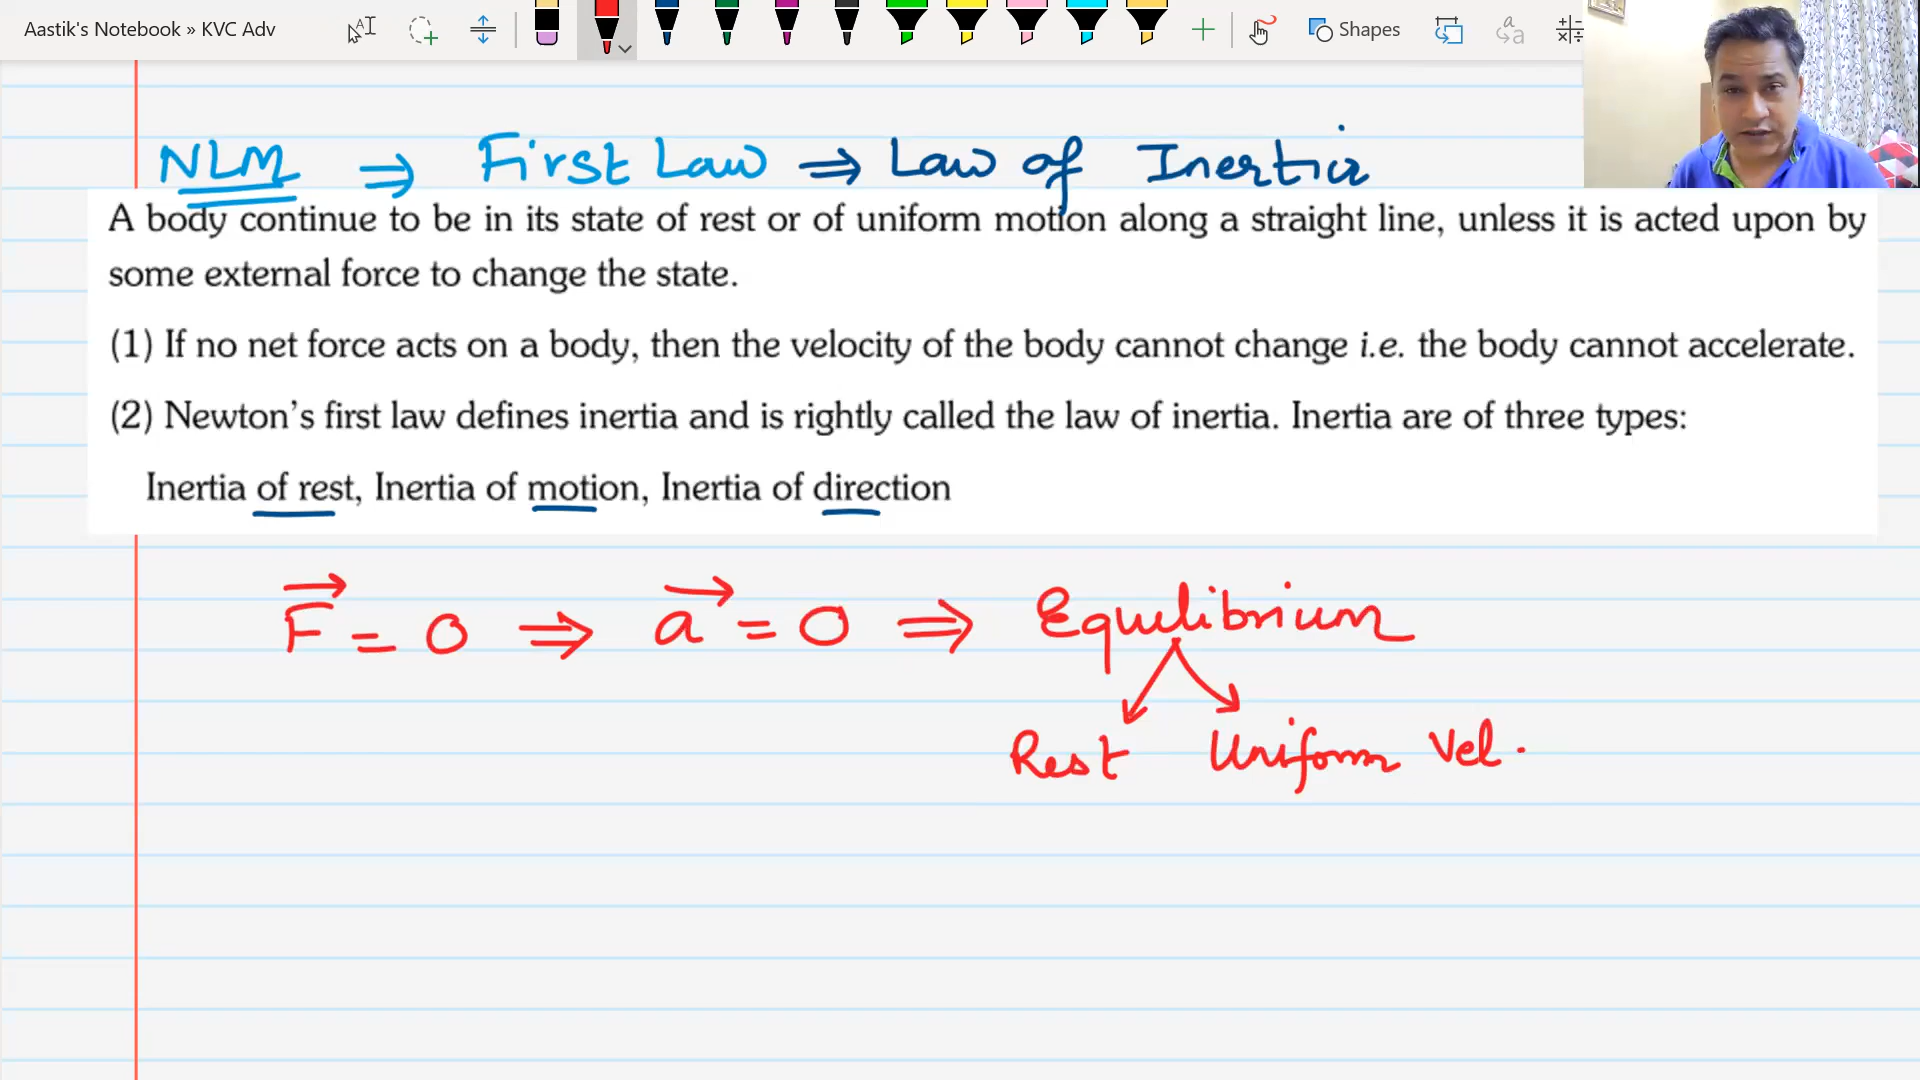 Aastik's Notebook » KVC Adv
Shapes
NLM ⇒ First Law ⇒ Law of Inertia
A body continue to be in its state of rest or of uniform motion along a straight line, unless it is acted upon by
some external force to change the state.
(1) If no net force acts on a body, then the velocity of the body cannot change i.e. the body cannot accelerate.
(2) Newton's first law defines inertia and is rightly called the law of inertia. Inertia are of three types:
Inertia of rest, Inertia of motion, Inertia of direction
F⃗ = 0 ⇒ a⃗ = 0 ⇒ Equilibrium
Rest Uniform Vel.